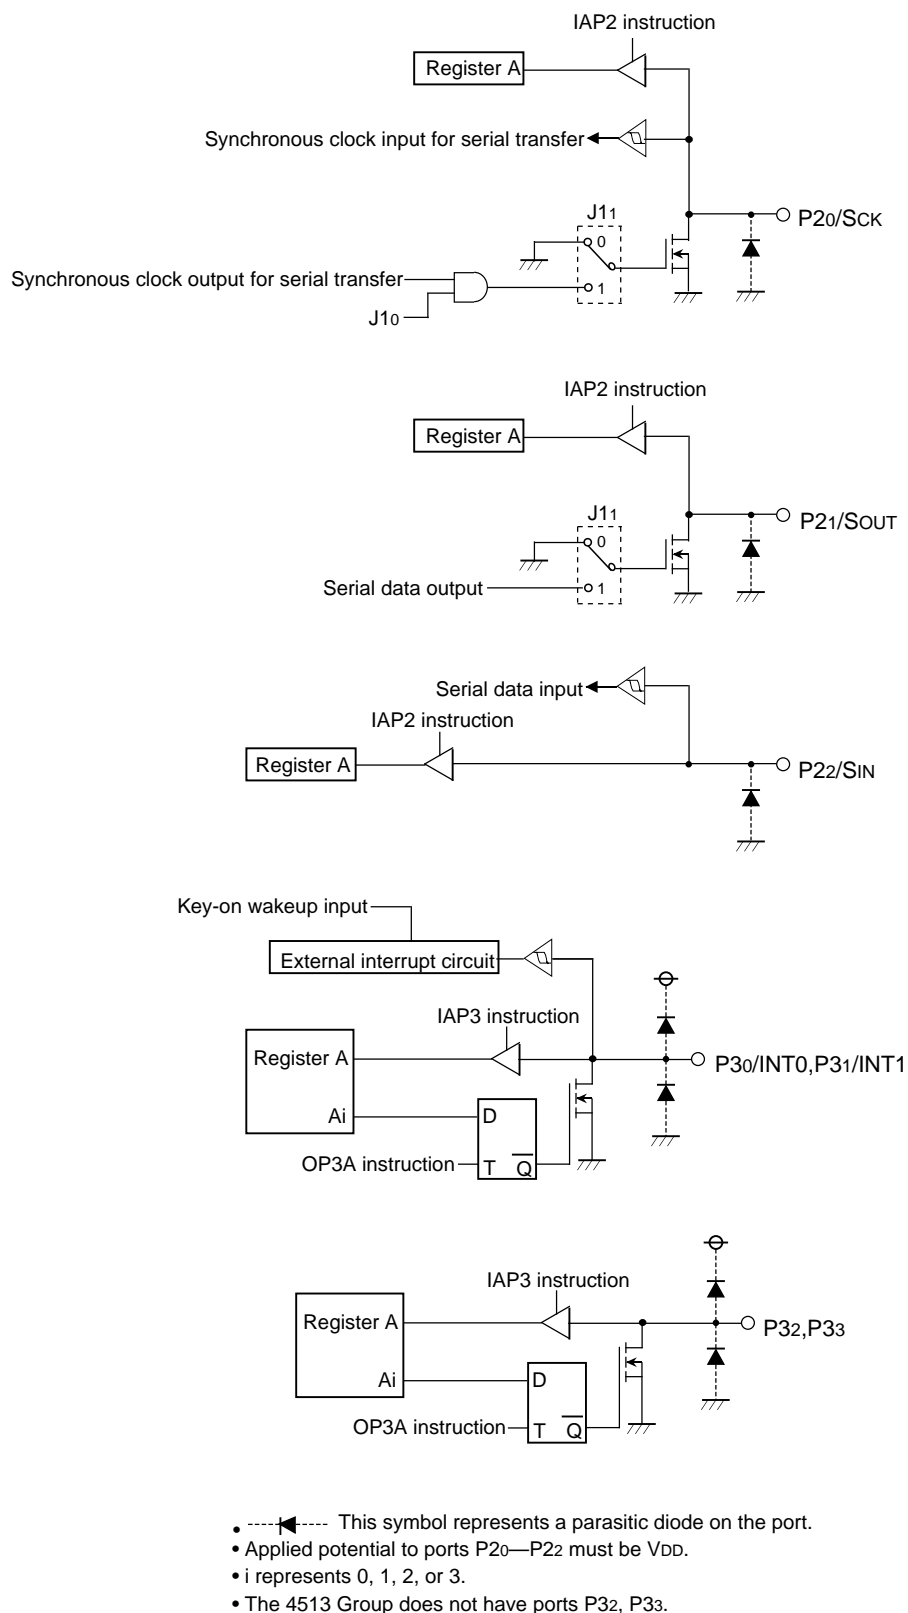 IAP2 instruction
Register A
Synchronous clock input for serial transfer
J11
P20/SCK
0
Synchronous clock output for serial transfer
1
J10
IAP2 instruction
Register A
J11
P21/SOUT
0
Serial data output
1
Serial data input
IAP2 instruction
Register A
P22/SIN
Key-on wakeup input
External interrupt circuit
IAP3 instruction
Register A
P30/INT0,P31/INT1
Ai
D
OP3A instruction
T Q̅
IAP3 instruction
Register A
P32,P33
Ai
D
OP3A instruction
T Q̅
• This symbol represents a parasitic diode on the port.
• Applied potential to ports P20—P22 must be VDD.
• i represents 0, 1, 2, or 3.
• The 4513 Group does not have ports P32, P33.